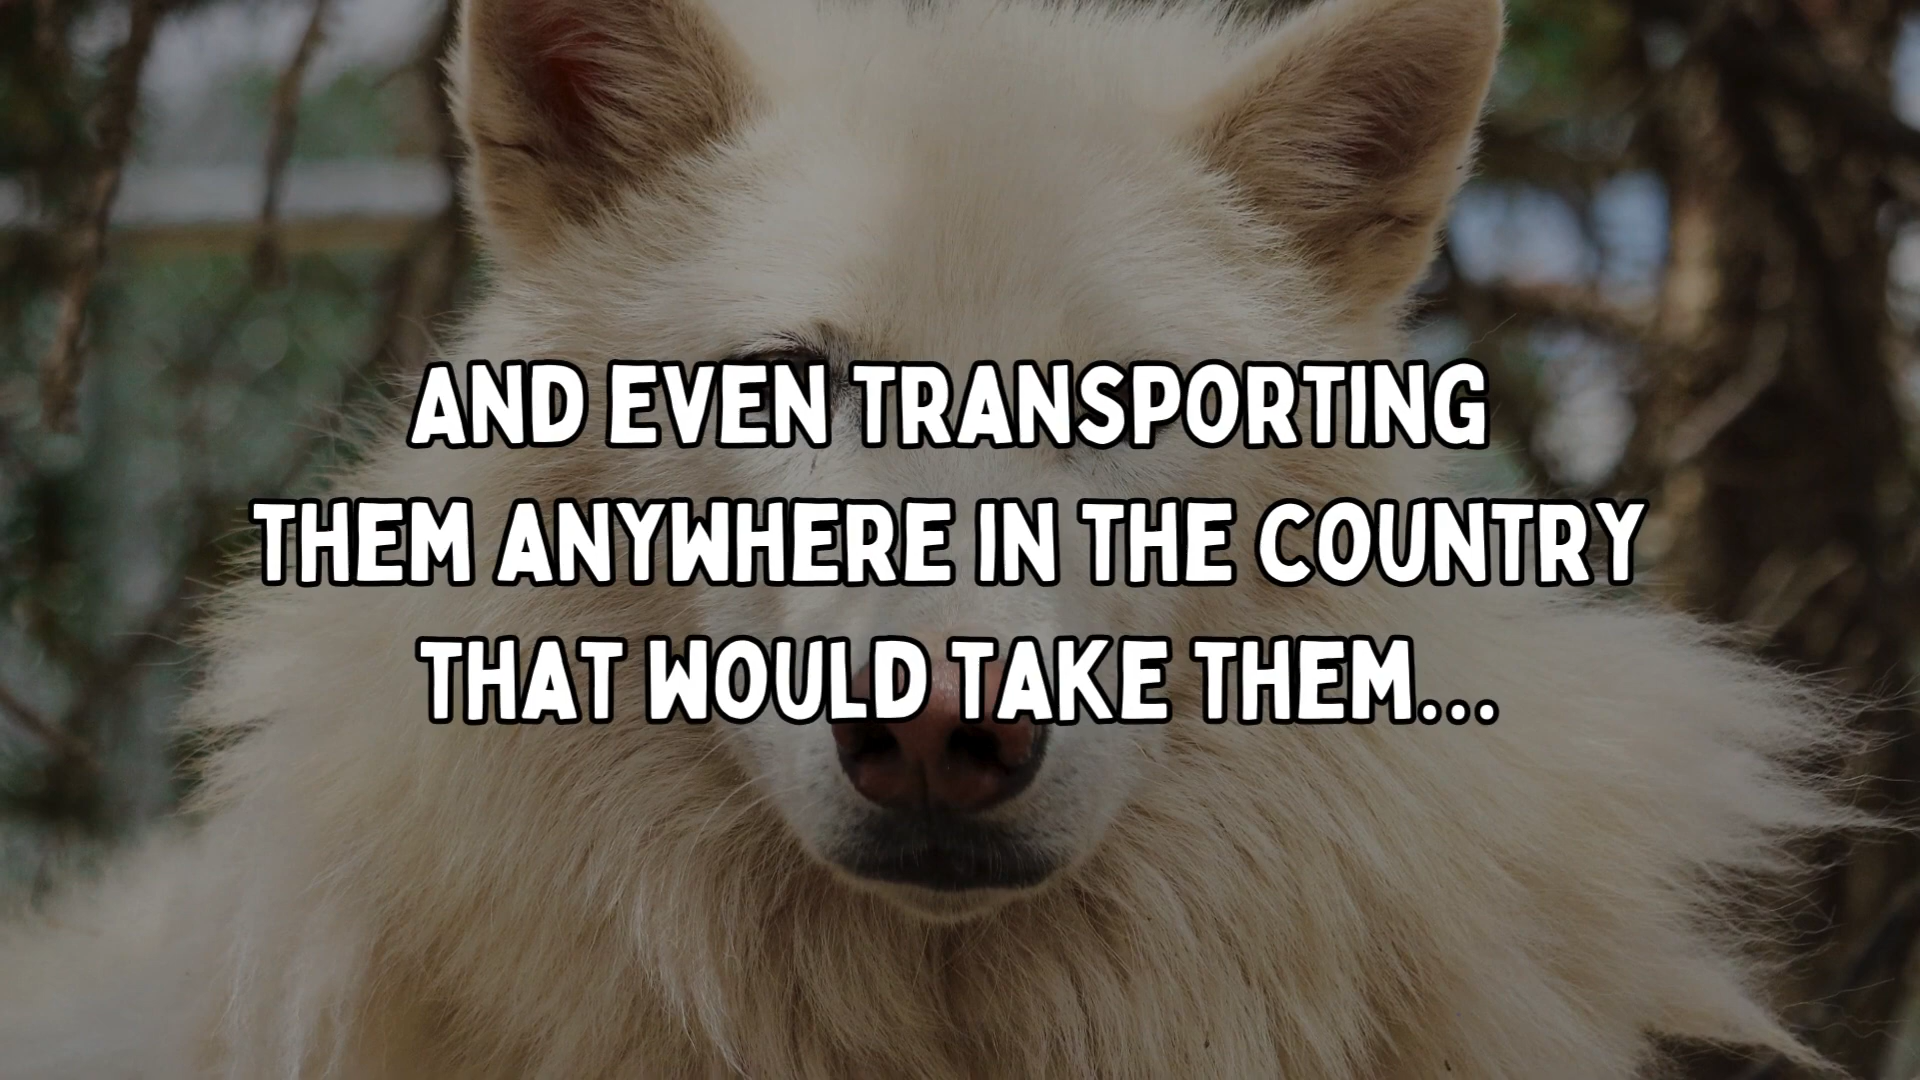 AND EVEN TRANSPORTING
THEM ANYWHERE IN THE COUNTRY
THAT WOULD TAKE THEM...